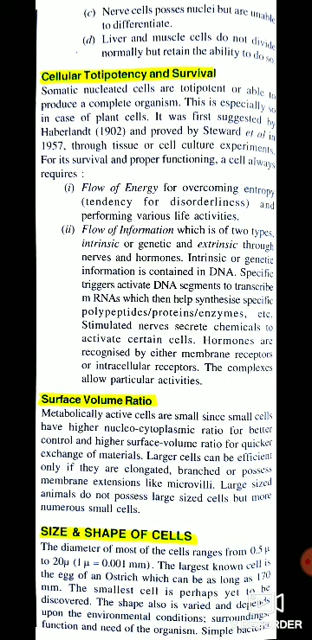 (c) Nerve cells posses nuclei but are unable
to differentiate.
(d) Liver and muscle cells do not divide
normally but retain the ability to do so
Cellular Totipotency and Survival
Somatic nucleated cells are totipotent or able to
produce a complete organism. This is especially so
in case of plant cells. It was first suggested by
Haberlandt (1902) and proved by Steward et al in
1957, through tissue or cell culture experiments.
For its survival and proper functioning, a cell always
requires :
(i) Flow of Energy for overcoming entropy
(tendency for disorderliness) and
performing various life activities.
(ii) Flow of Information which is of two types,
intrinsic or genetic and extrinsic through
nerves and hormones. Intrinsic or genetic
information is contained in DNA. Specific
triggers activate DNA segments to transcribe
m RNAs which then help synthesise specific
polypeptides/proteins/enzymes, etc.
Stimulated nerves secrete chemicals to
activate certain cells. Hormones are
recognised by either membrane receptors
or intracellular receptors. The complexes
allow particular activities.
Surface Volume Ratio
Metabolically active cells are small since small cells
have higher nucleo-cytoplasmic ratio for better
control and higher surface-volume ratio for quicker
exchange of materials. Larger cells can be efficient
only if they are elongated, branched or possess
membrane extensions like microvilli. Large sized
animals do not possess large sized cells but more
numerous small cells.
SIZE & SHAPE OF CELLS
The diameter of most of the cells ranges from 0.5 μ
to 20μ (1 μ = 0.001 mm). The largest known cell is
the egg of an Ostrich which can be as long as 170
mm. The smallest cell is perhaps yet to be
discovered. The shape also is varied and depends
upon the environmental conditions; surroundings,
function and need of the organism. Simple bacteria
RDER